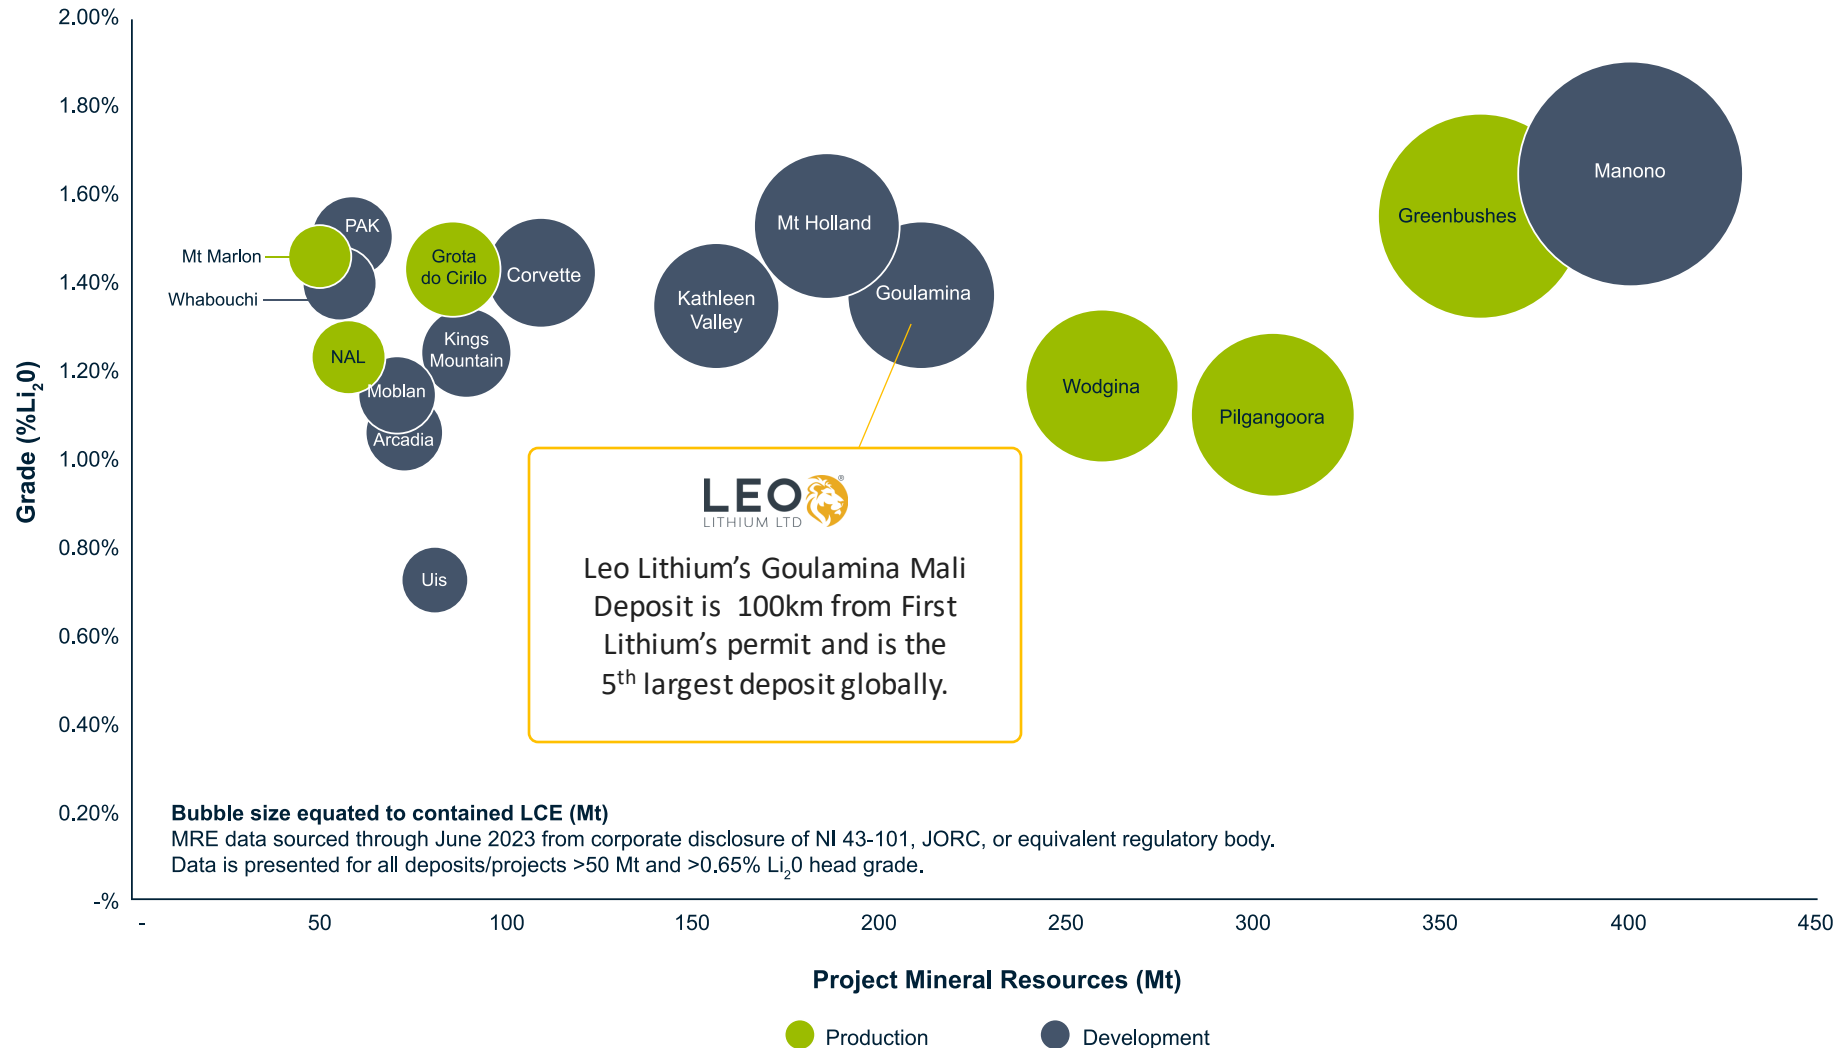 2.00%
1.80%
1.60%
1.40%
1.20%
1.00%
0.80%
0.60%
0.40%
0.20%
-%
Grade (%Li₂0)
Mt Marlon
PAK
Whabouchi
Grota
do Cirilo
Corvette
NAL
Kings
Mountain
Moblan
Arcadia
Uis
Kathleen
Valley
Mt Holland
Goulamina
Wodgina
Pilgangoora
Greenbushes
Manono
LEO®
LITHIUM LTD
Leo Lithium’s Goulamina Mali
Deposit is 100km from First
Lithium’s permit and is the
5th largest deposit globally.
Bubble size equated to contained LCE (Mt)
MRE data sourced through June 2023 from corporate disclosure of NI 43-101, JORC, or equivalent regulatory body.
Data is presented for all deposits/projects >50 Mt and >0.65% Li₂0 head grade.
- 50 100 150 200 250 300 350 400 450
Project Mineral Resources (Mt)
Production Development